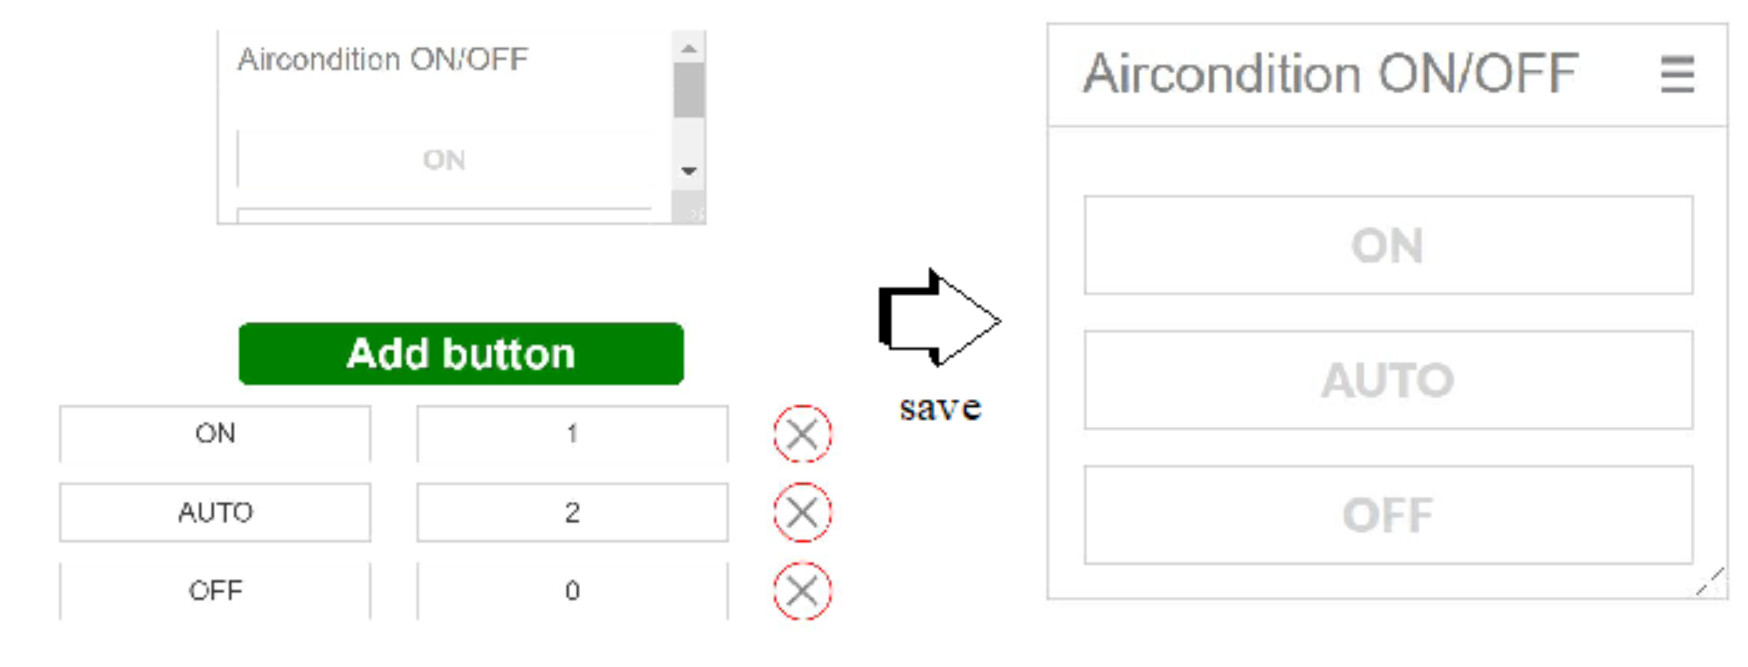 Aircondition ON/OFF
ON
Add button
ON 1
AUTO 2
OFF 0
save
Aircondition ON/OFF
ON
AUTO
OFF